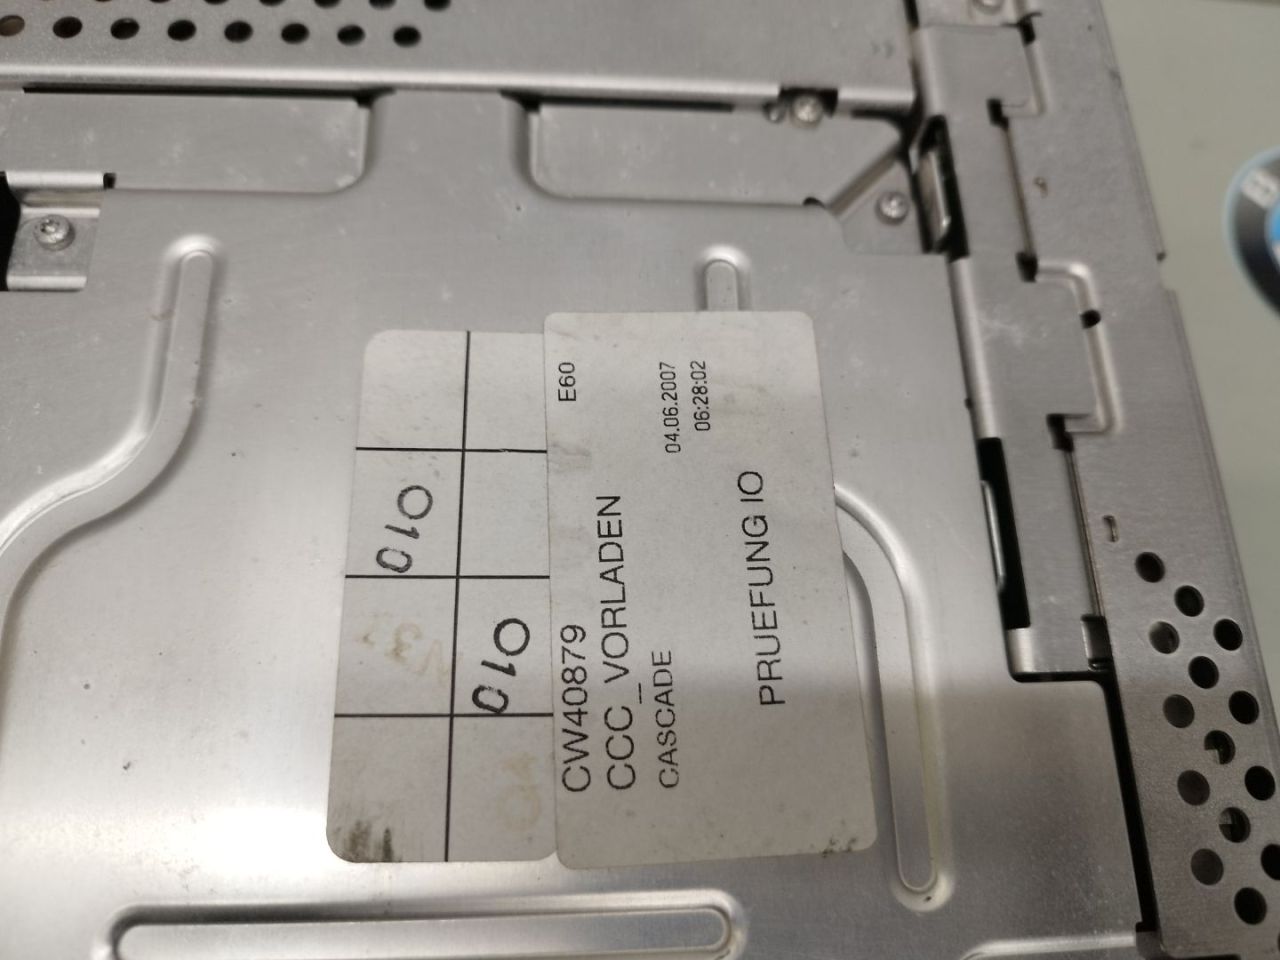 CW40879
E60
CCC_VORLADEN
CASCADE
04.06.2007
06:28:02
PRUEFUNG IO
010
010
B